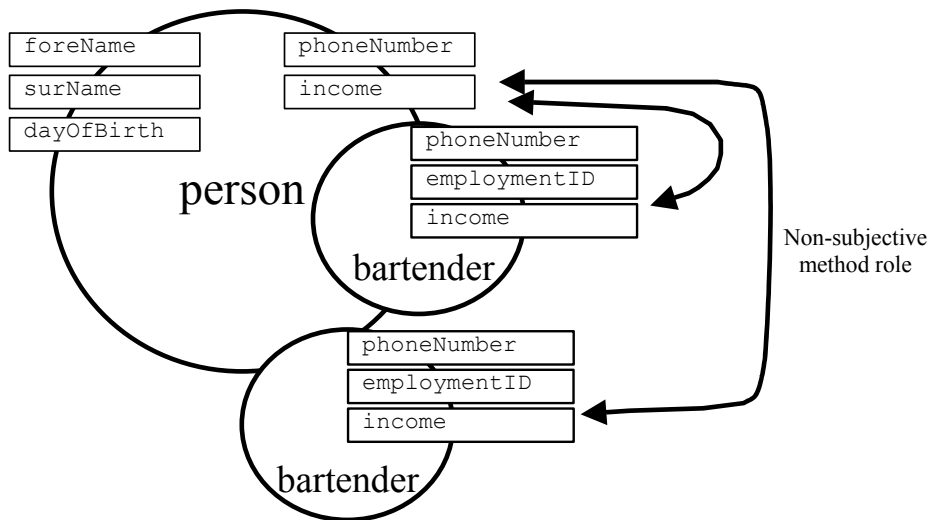 foreName
surName
dayOfBirth
phoneNumber
income
person
phoneNumber
employmentID
income
bartender
phoneNumber
employmentID
income
bartender
Non-subjective
method role